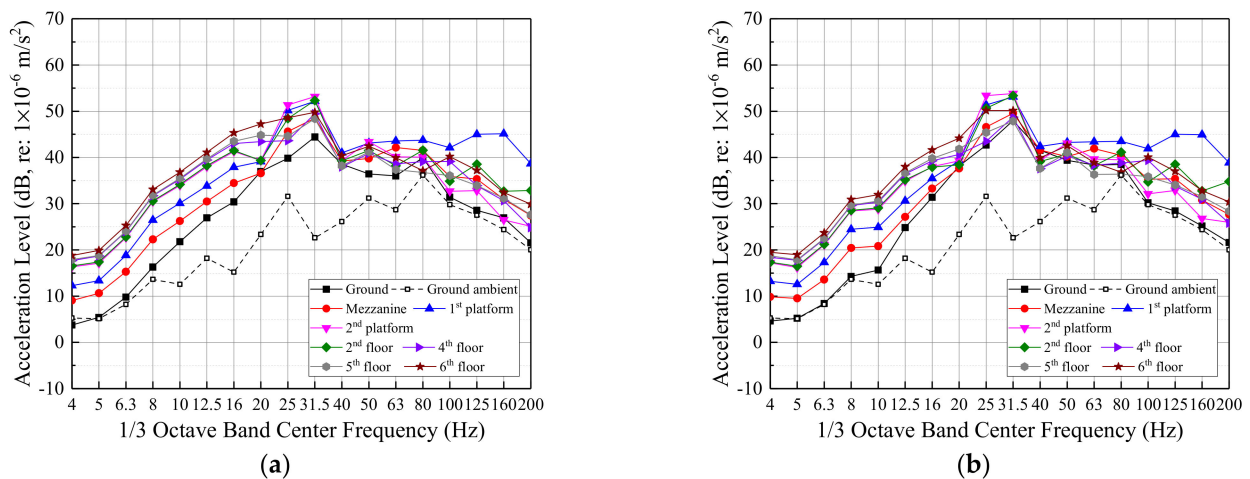 70
60
50
40
30
20
10
0
-10
Acceleration Level (dB, re: 1×10⁻⁶ m/s²)
Ground Ground ambient
Mezzanine 1ˢᵗ platform
2ⁿᵈ platform
2ⁿᵈ floor 4ᵗʰ floor
5ᵗʰ floor 6ᵗʰ floor
4 5 6.3 8 10 12.5 16 20 25 31.5 40 50 63 80 100 125 160 200
1/3 Octave Band Center Frequency (Hz)
(a)
70
60
50
40
30
20
10
0
-10
Acceleration Level (dB, re: 1×10⁻⁶ m/s²)
Ground Ground ambient
Mezzanine 1ˢᵗ platform
2ⁿᵈ platform
2ⁿᵈ floor 4ᵗʰ floor
5ᵗʰ floor 6ᵗʰ floor
4 5 6.3 8 10 12.5 16 20 25 31.5 40 50 63 80 100 125 160 200
1/3 Octave Band Center Frequency (Hz)
(b)